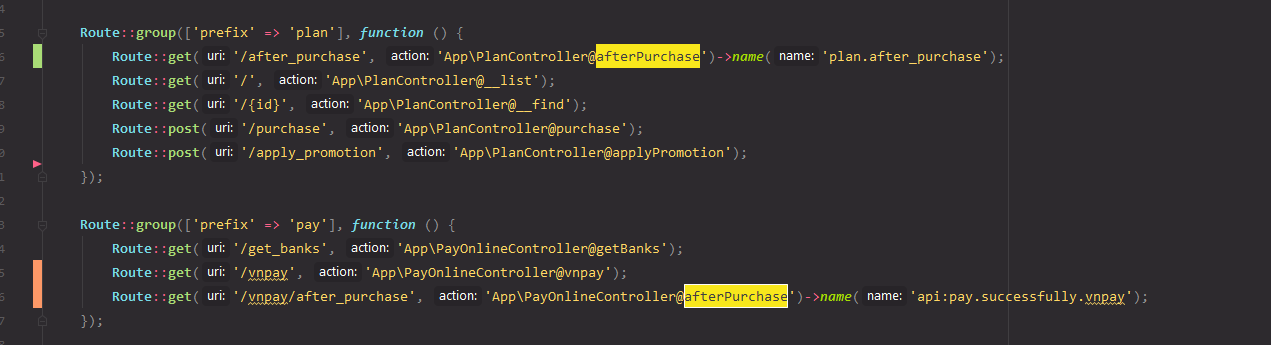 4
5 Route::group(['prefix' => 'plan'], function () {
6 Route::get( uri: '/after_purchase', action: 'App\PlanController@afterPurchase')->name( name: 'plan.after_purchase');
7 Route::get( uri: '/', action: 'App\PlanController@__list');
8 Route::get( uri: '/{id}', action: 'App\PlanController@__find');
9 Route::post( uri: '/purchase', action: 'App\PlanController@purchase');
0 Route::post( uri: '/apply_promotion', action: 'App\PlanController@applyPromotion');
1 });
2
3 Route::group(['prefix' => 'pay'], function () {
4 Route::get( uri: '/get_banks', action: 'App\PayOnlineController@getBanks');
5 Route::get( uri: '/vnpay', action: 'App\PayOnlineController@vnpay');
6 Route::get( uri: '/vnpay/after_purchase', action: 'App\PayOnlineController@afterPurchase')->name( name: 'api:pay.successfully.vnpay');
7 });